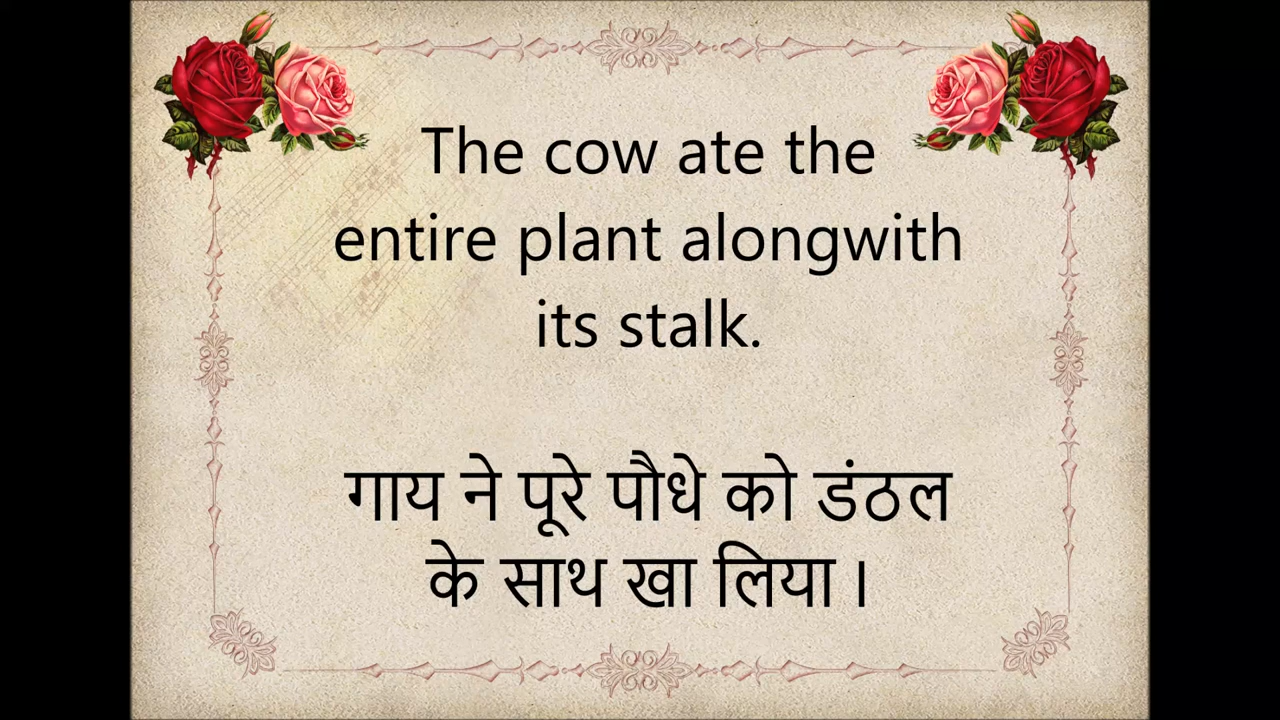 The cow ate the
entire plant alongwith
its stalk.
गाय ने पूरे पौधे को डंठल
के साथ खा लिया ।